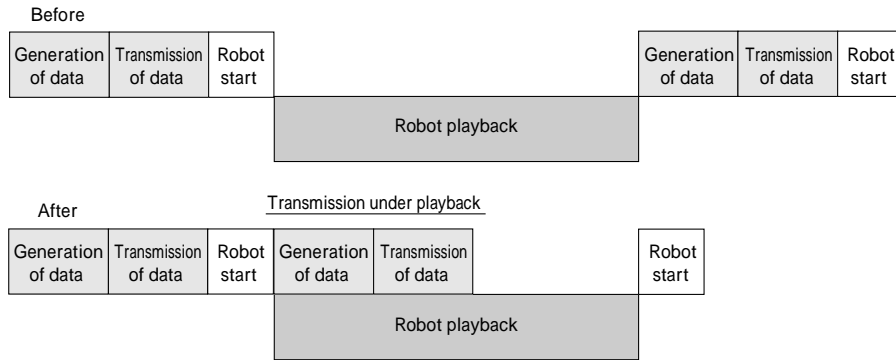 Before
Generation
of data
Transmission
of data
Robot
start
Generation
of data
Transmission
of data
Robot
start
Robot playback
After
Transmission under playback
Generation
of data
Transmission
of data
Robot
start
Generation
of data
Transmission
of data
Robot
start
Robot playback